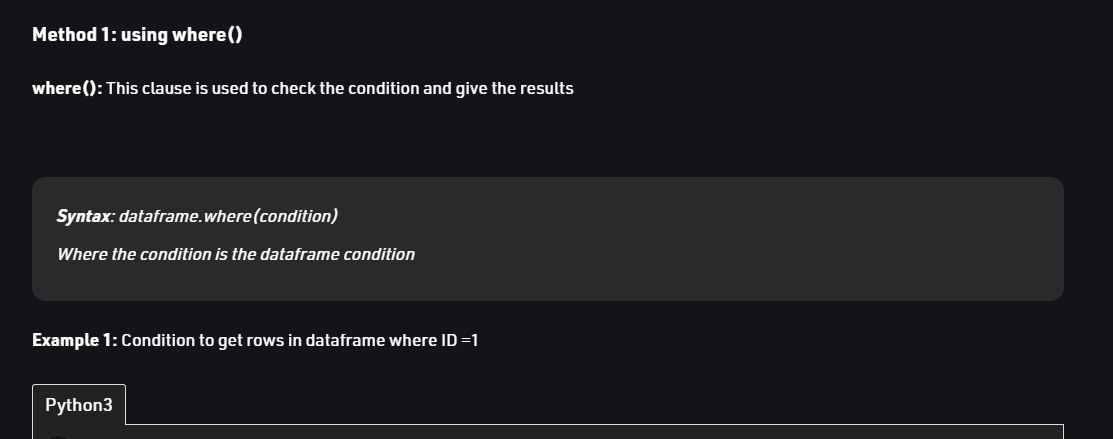 Method 1: using where()
where(): This clause is used to check the condition and give the results
Syntax: dataframe.where(condition)
Where the condition is the dataframe condition
Example 1: Condition to get rows in dataframe where ID =1
Python3